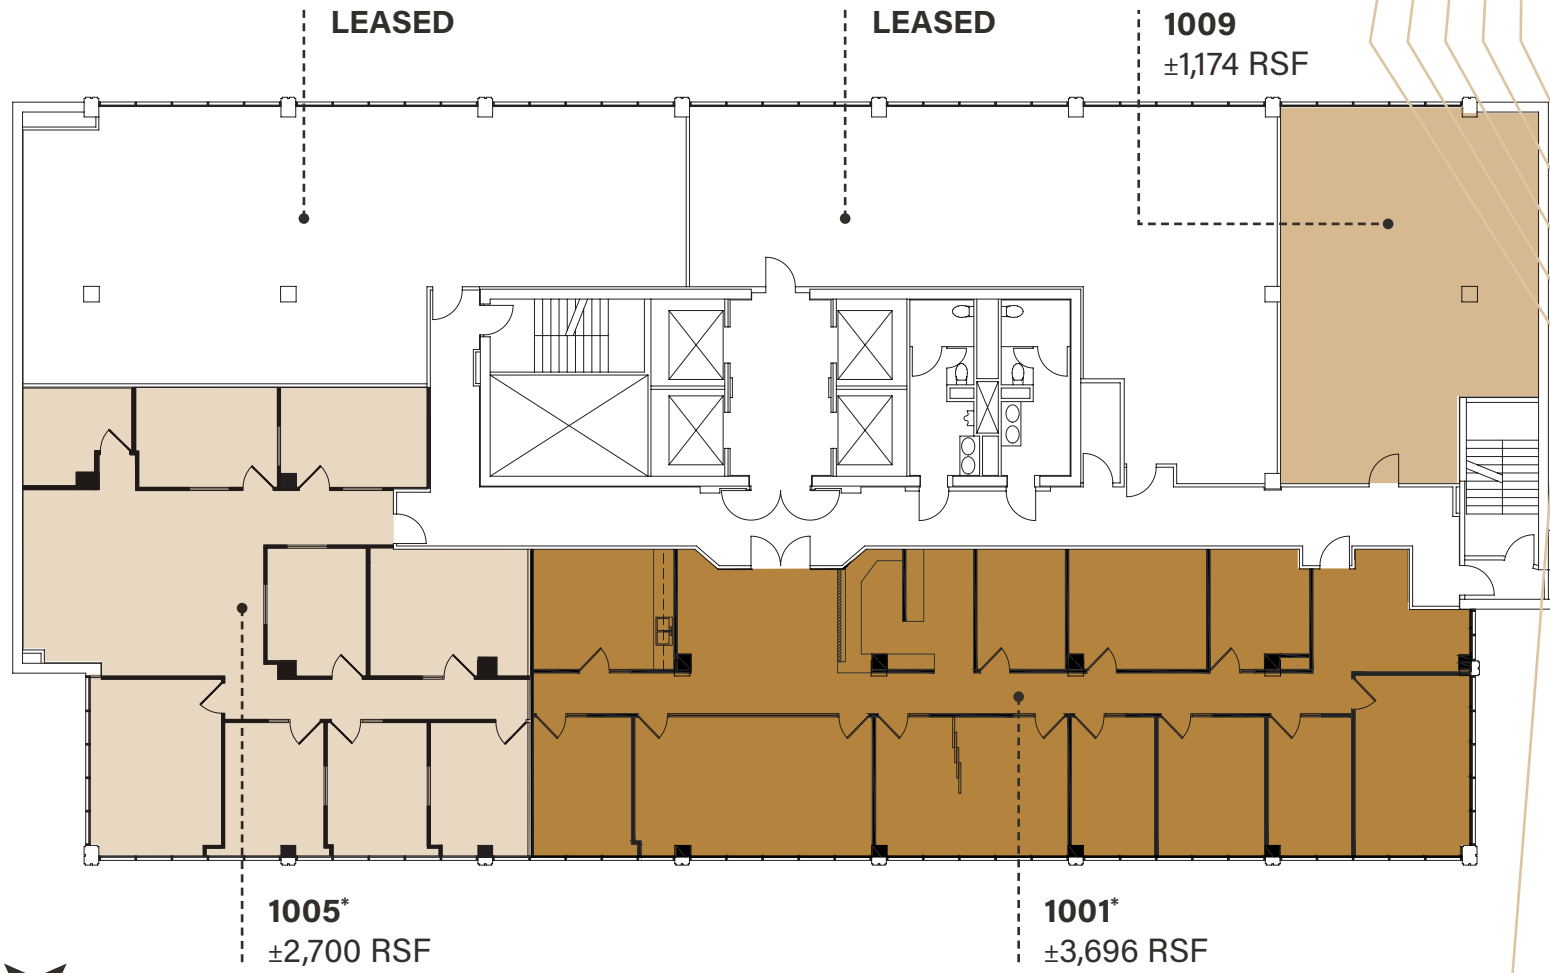 LEASED
LEASED
1009
±1,174 RSF
1005*
±2,700 RSF
1001*
±3,696 RSF